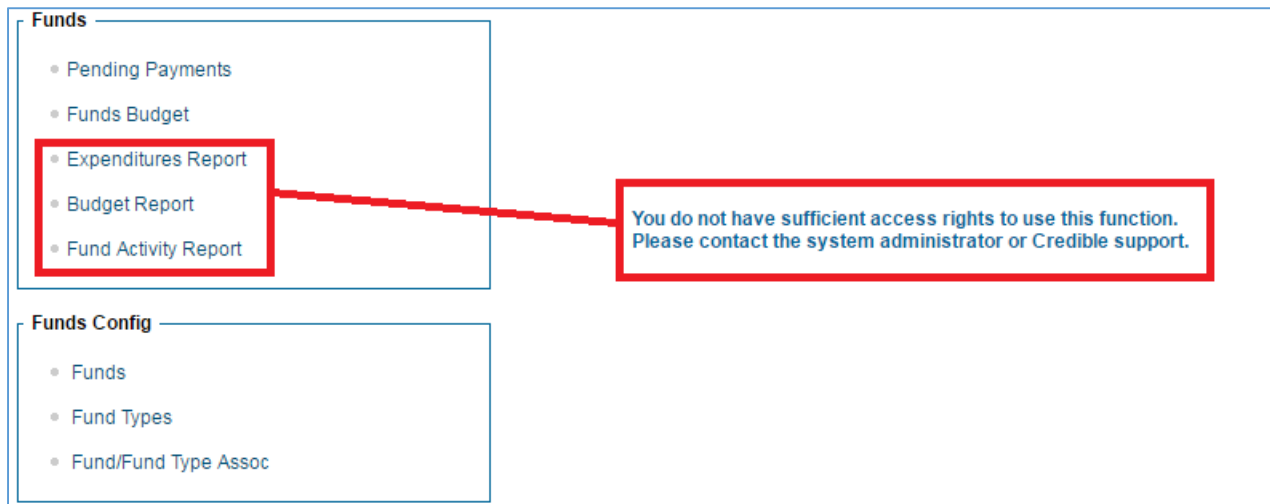 Funds
Pending Payments
Funds Budget
Expenditures Report
Budget Report
Fund Activity Report
You do not have sufficient access rights to use this function.
Please contact the system administrator or Credible support.
Funds Config
Funds
Fund Types
Fund/Fund Type Assoc